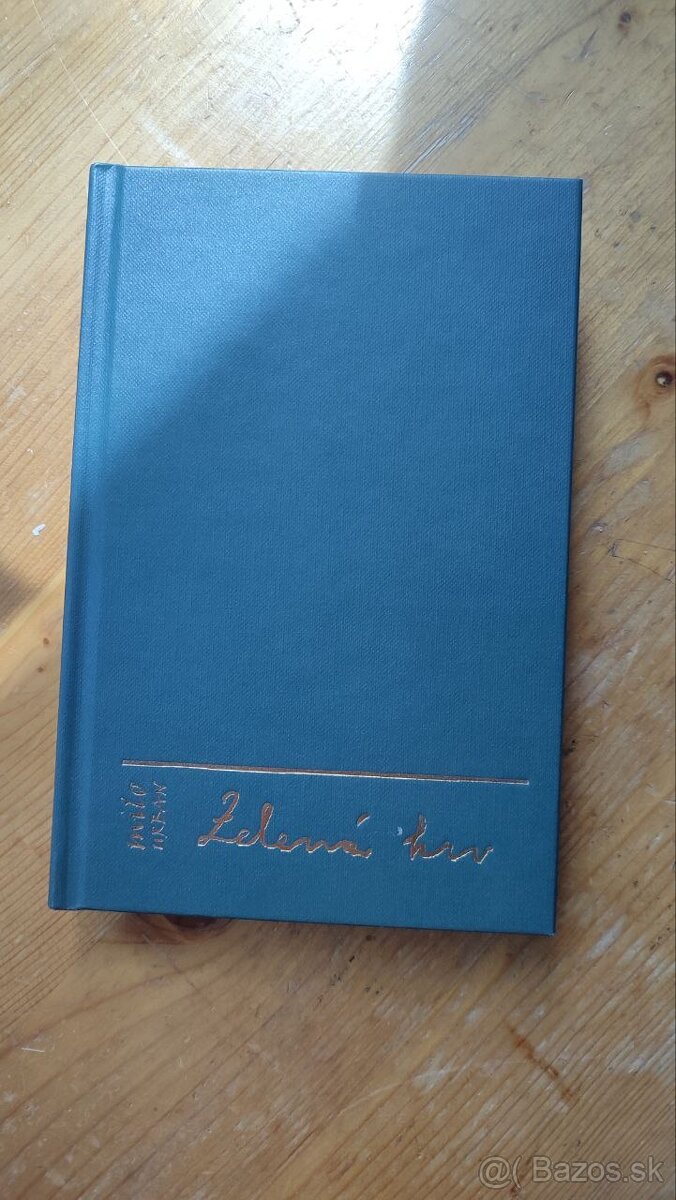 milo
URBAN
Zelená krv
@( Bazos.sk